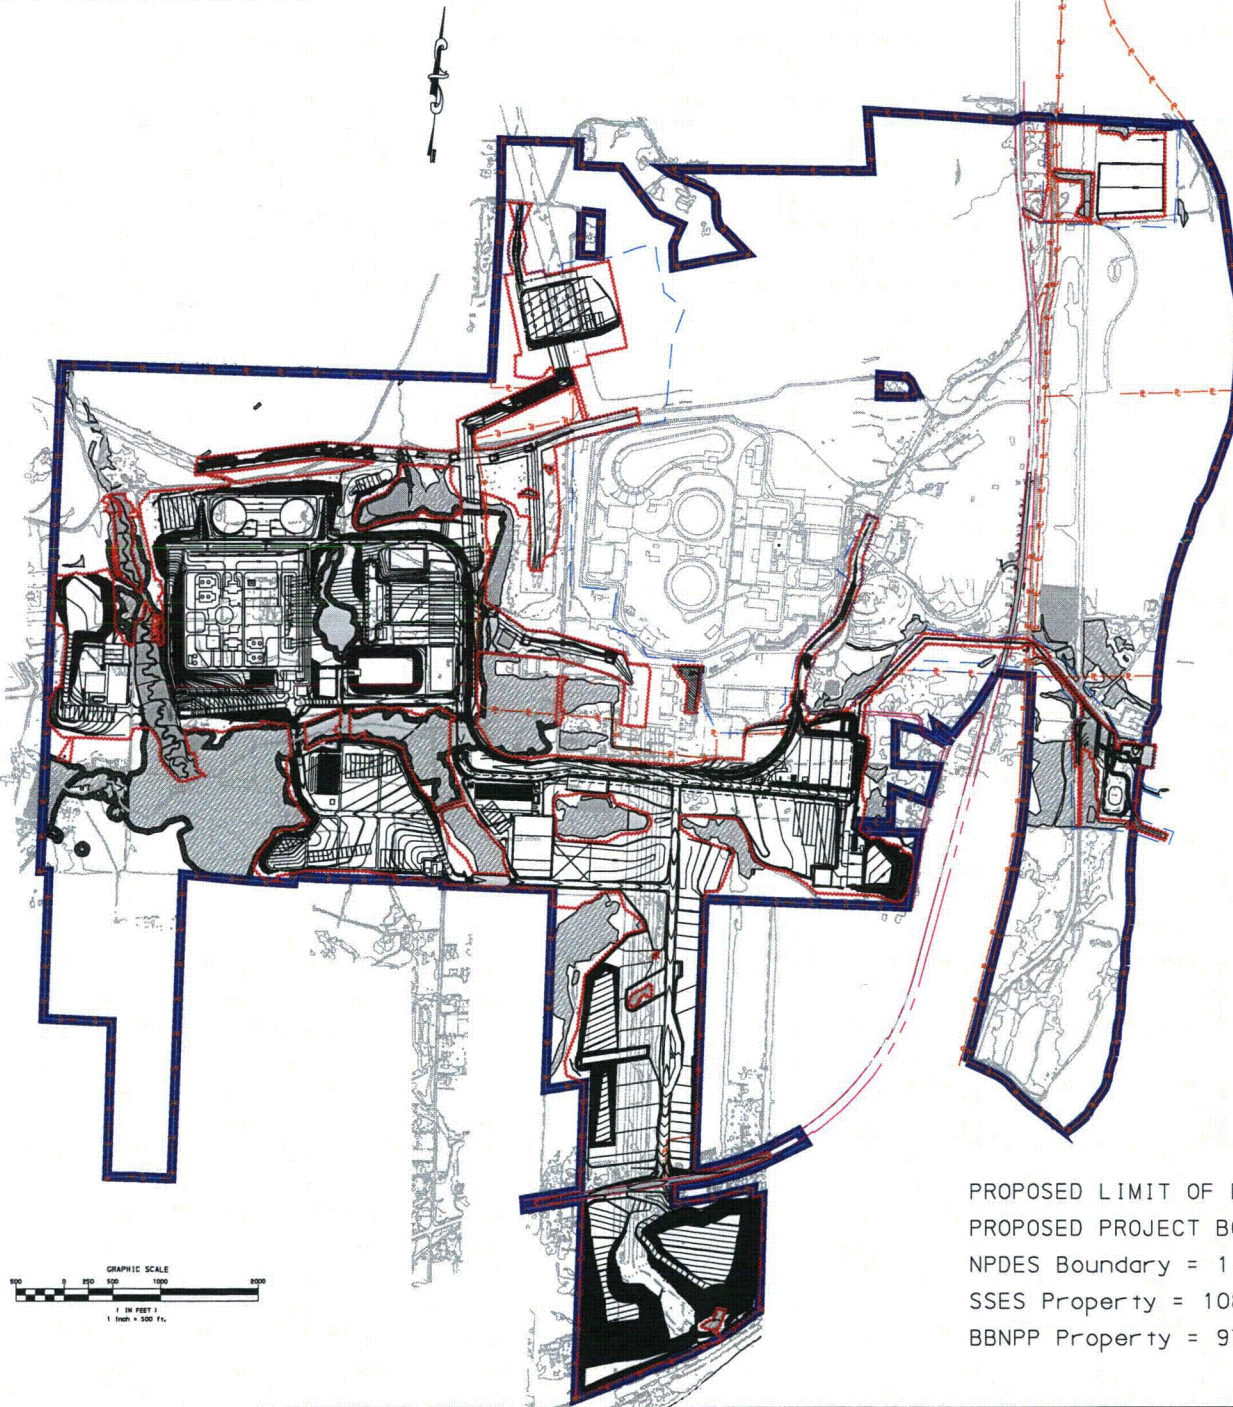 GRAPHIC SCALE
500 0 250 500 1000 2000
( IN FEET )
1 inch = 500 ft.
PROPOSED LIMIT OF
PROPOSED PROJECT
NPDES Boundary = 1
SSES Property = 10
BBNPP Property = 9